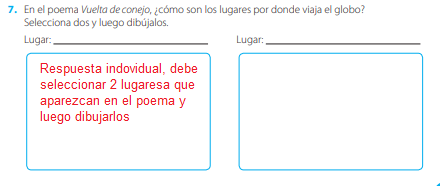 7. En el poema Vuelta de conejo, ¿cómo son los lugares por donde viaja el globo?
Selecciona dos y luego dibújalos.
Lugar: Lugar:
Respuesta indovidual, debe
seleccionar 2 lugaresa que
aparezcan en el poema y
luego dibujarlos